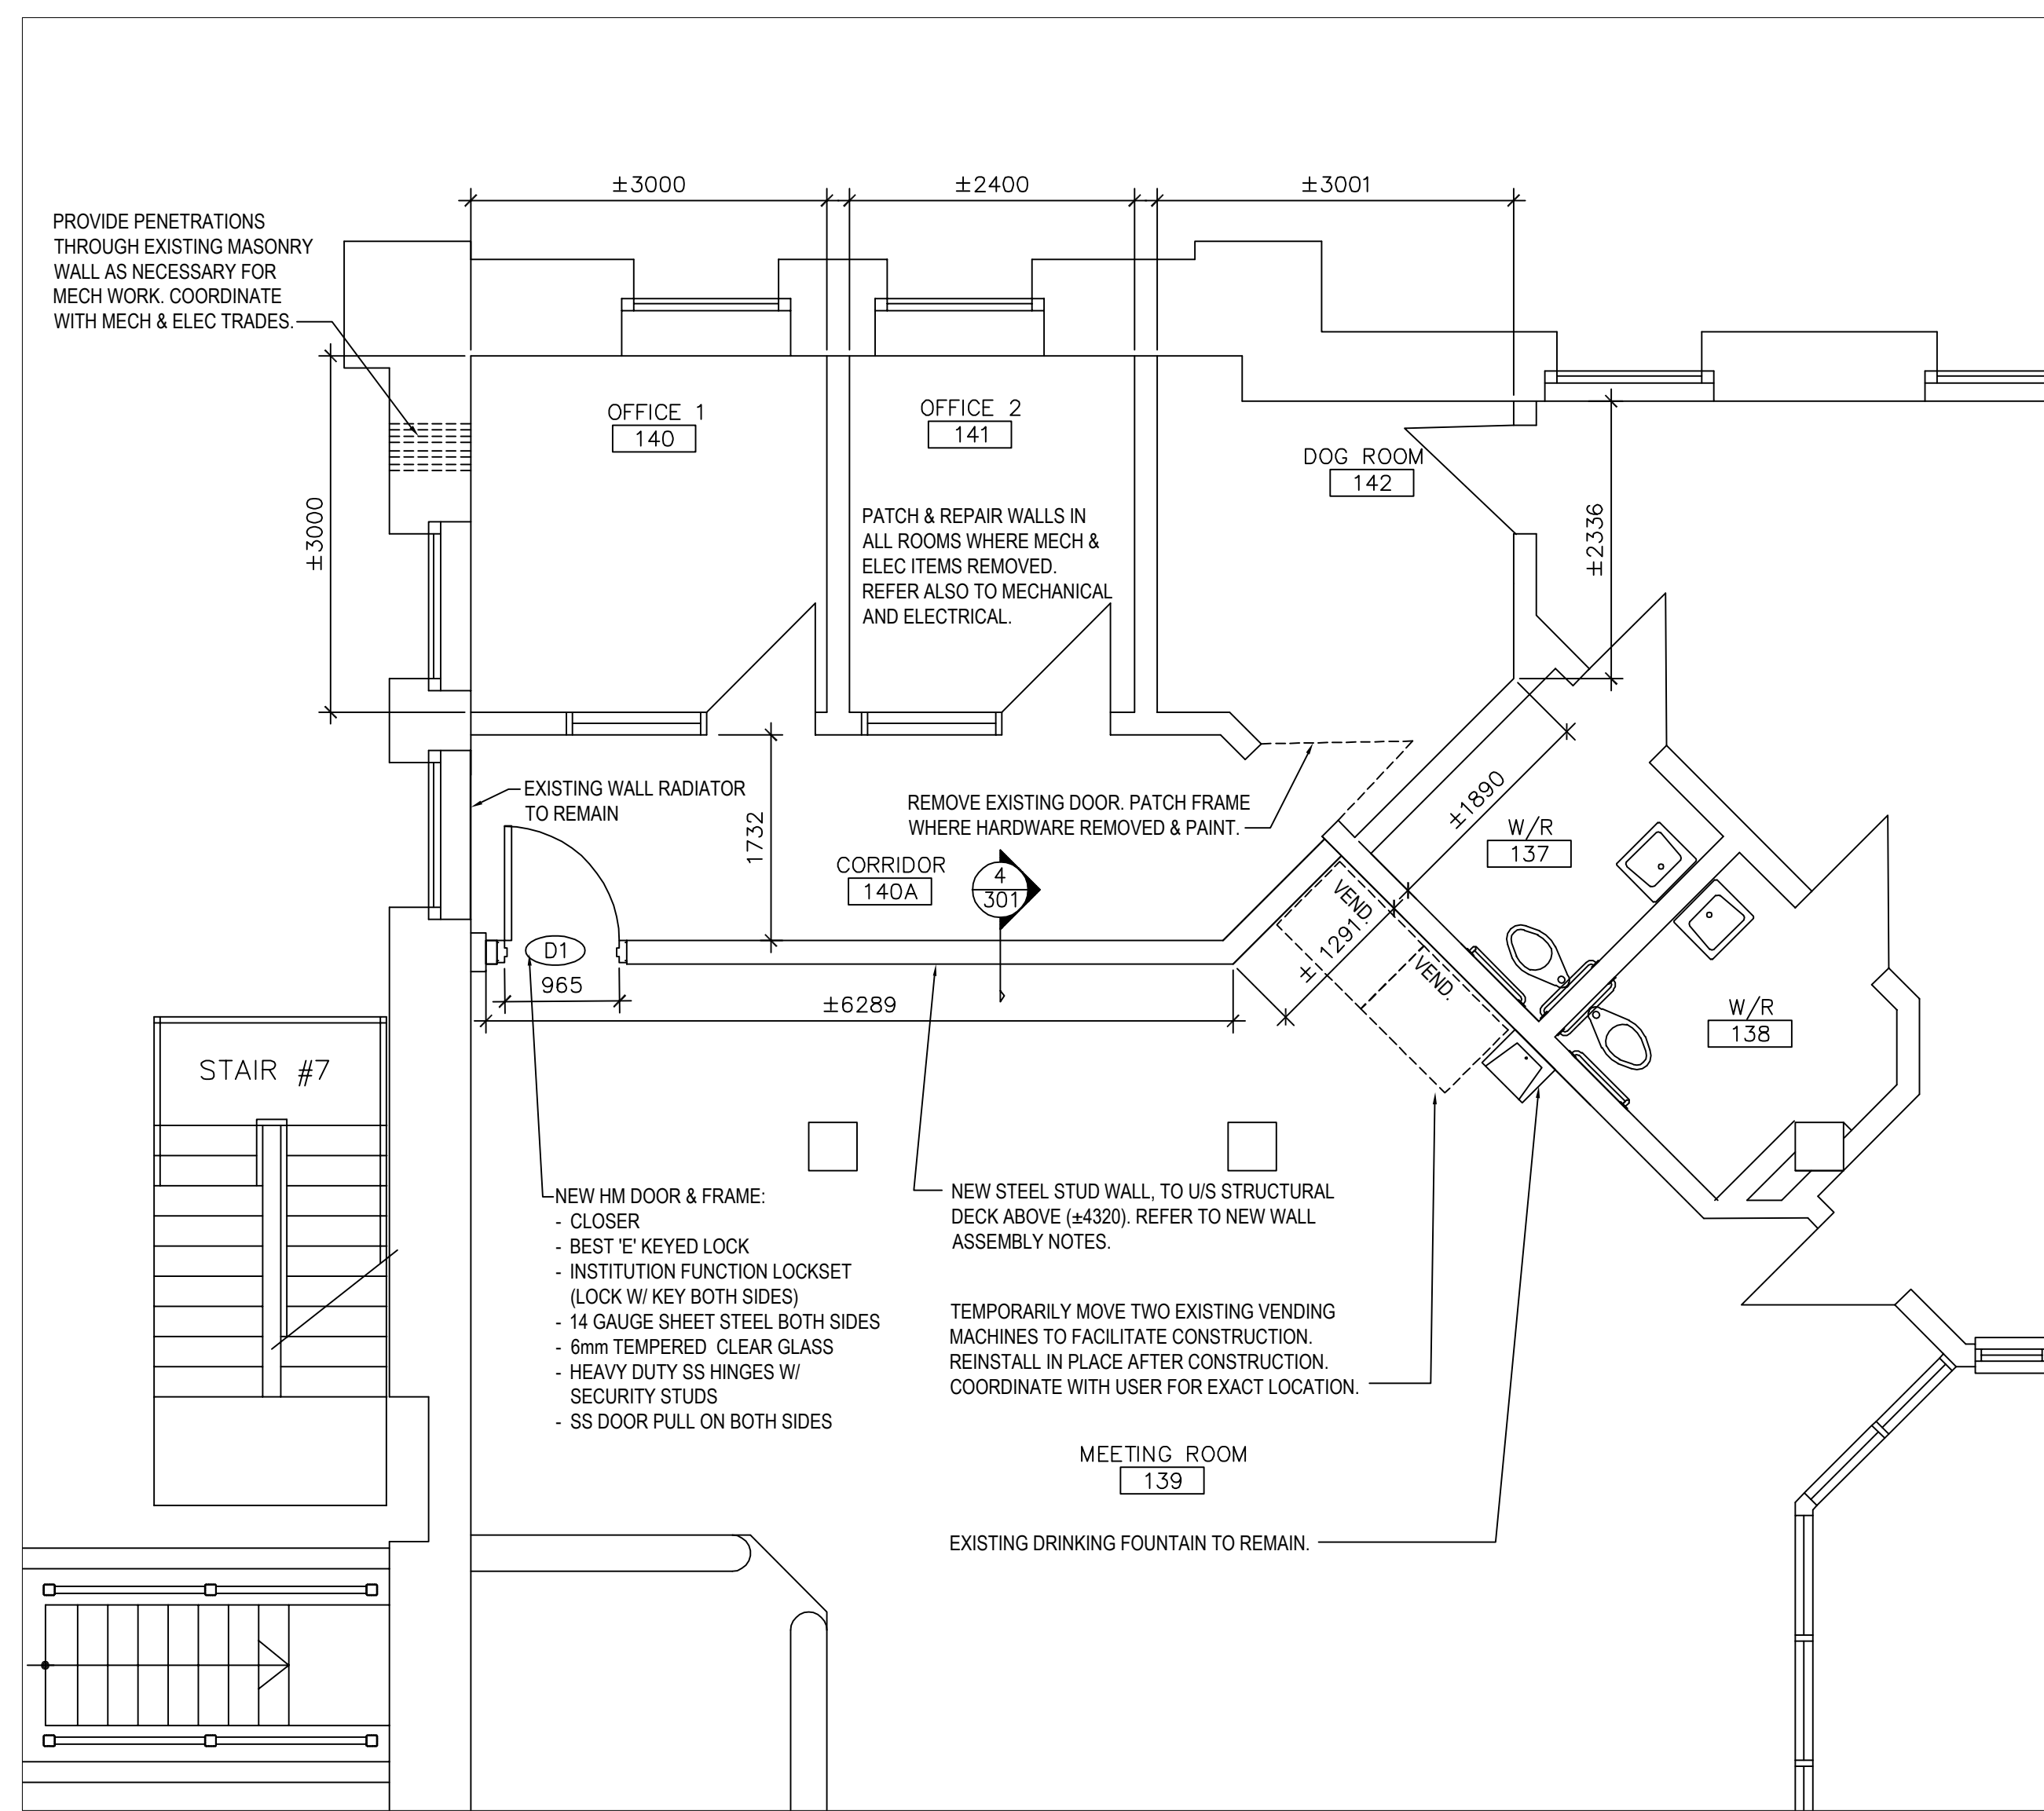 ±3000
±2400
±3001
PROVIDE PENETRATIONS
THROUGH EXISTING MASONRY
WALL AS NECESSARY FOR
MECH WORK. COORDINATE
WITH MECH & ELEC TRADES.
OFFICE 1
140
OFFICE 2
141
DOG ROOM
142
±3000
±2336
PATCH & REPAIR WALLS IN
ALL ROOMS WHERE MECH &
ELEC ITEMS REMOVED.
REFER ALSO TO MECHANICAL
AND ELECTRICAL.
EXISTING WALL RADIATOR
TO REMAIN
1732
REMOVE EXISTING DOOR. PATCH FRAME
WHERE HARDWARE REMOVED & PAINT.
±1890
W/R
137
CORRIDOR
140A
4
301
VEND.
VEND.
± 1291
D1
965
±6289
W/R
138
STAIR #7
NEW HM DOOR & FRAME:
- CLOSER
- BEST 'E' KEYED LOCK
- INSTITUTION FUNCTION LOCKSET
(LOCK W/ KEY BOTH SIDES)
- 14 GAUGE SHEET STEEL BOTH SIDES
- 6mm TEMPERED CLEAR GLASS
- HEAVY DUTY SS HINGES W/
SECURITY STUDS
- SS DOOR PULL ON BOTH SIDES
NEW STEEL STUD WALL, TO U/S STRUCTURAL
DECK ABOVE (±4320). REFER TO NEW WALL
ASSEMBLY NOTES.
TEMPORARILY MOVE TWO EXISTING VENDING
MACHINES TO FACILITATE CONSTRUCTION.
REINSTALL IN PLACE AFTER CONSTRUCTION.
COORDINATE WITH USER FOR EXACT LOCATION.
MEETING ROOM
139
EXISTING DRINKING FOUNTAIN TO REMAIN.